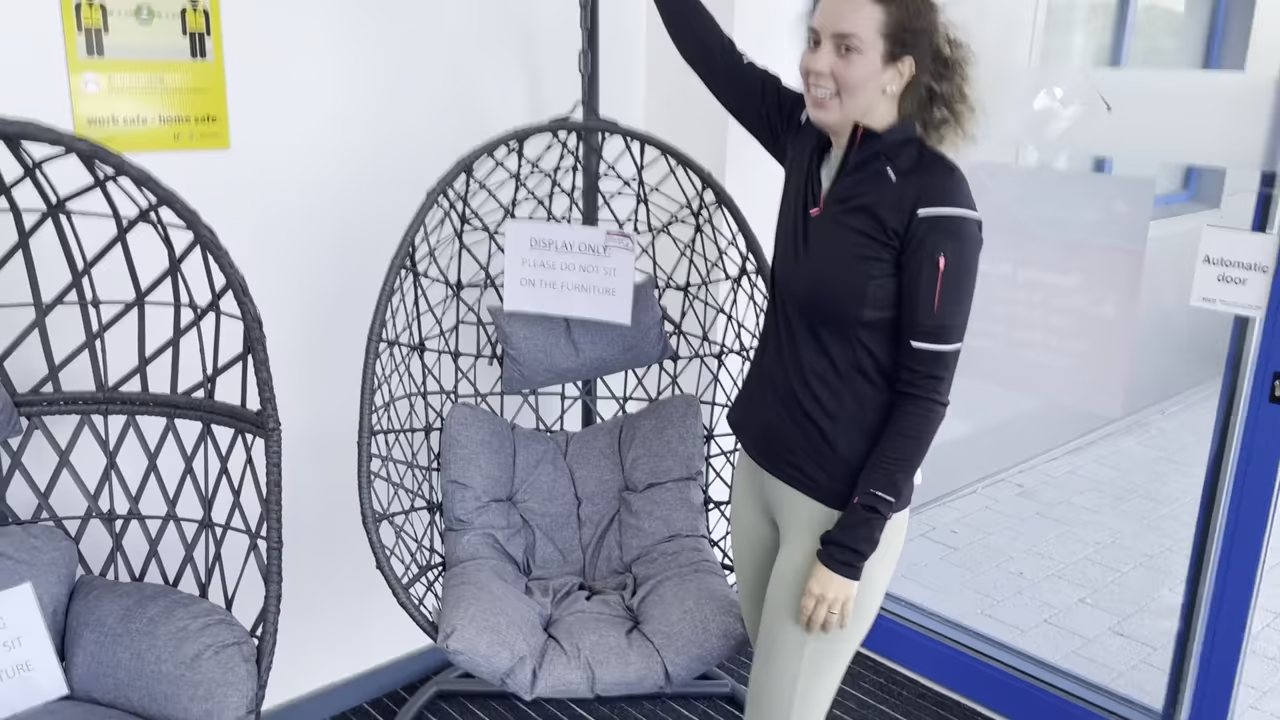 work safe - home safe
DISPLAY ONLY
PLEASE DO NOT SIT
ON THE FURNITURE
Automatic
door
SIT
TURE